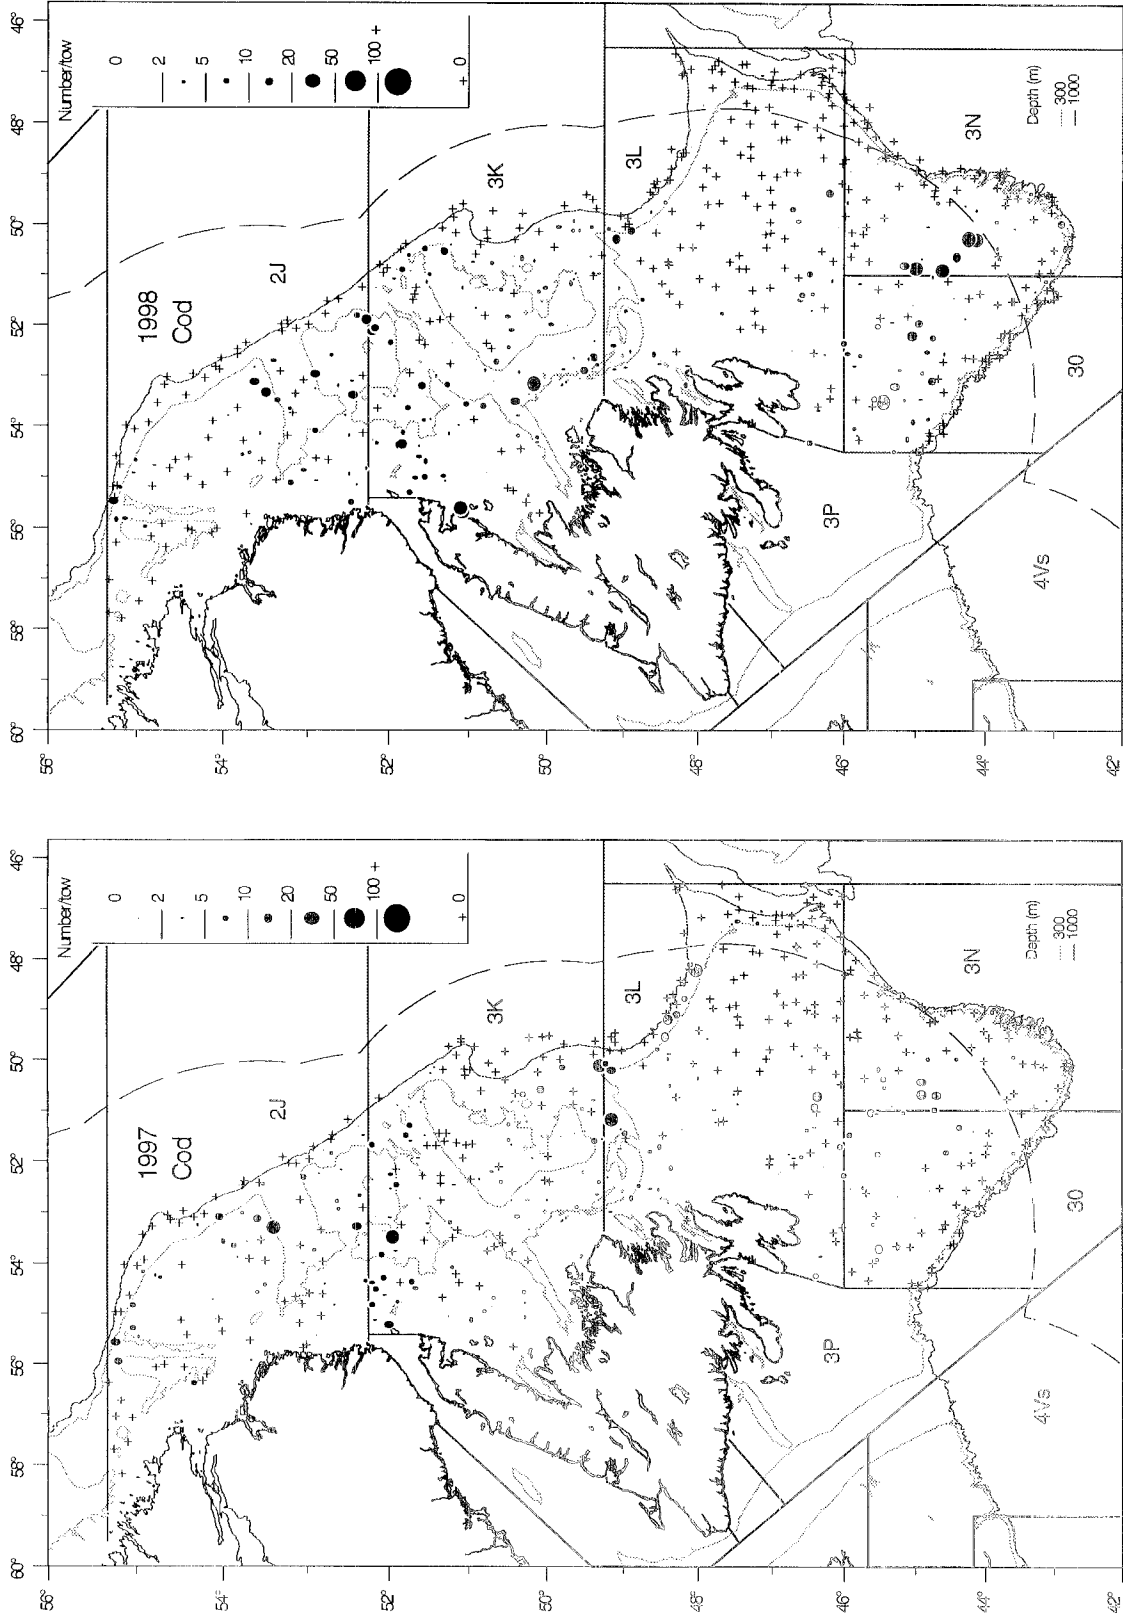 60°
58°
56°
54°
52°
50°
48°
46°
56°
54°
52°
50°
48°
46°
44°
42°
1998
Cod
Number/tow
0
2
5
10
20
50
100 +
+ 0
2J
3K
3L
3N
3O
3P
4Vs
Depth (m)
300
1000
60°
58°
56°
54°
52°
50°
48°
46°
56°
54°
52°
50°
48°
46°
44°
42°
1997
Cod
Number/tow
0
2
5
10
20
50
100 +
+ 0
2J
3K
3L
3N
3O
3P
4Vs
Depth (m)
300
1000